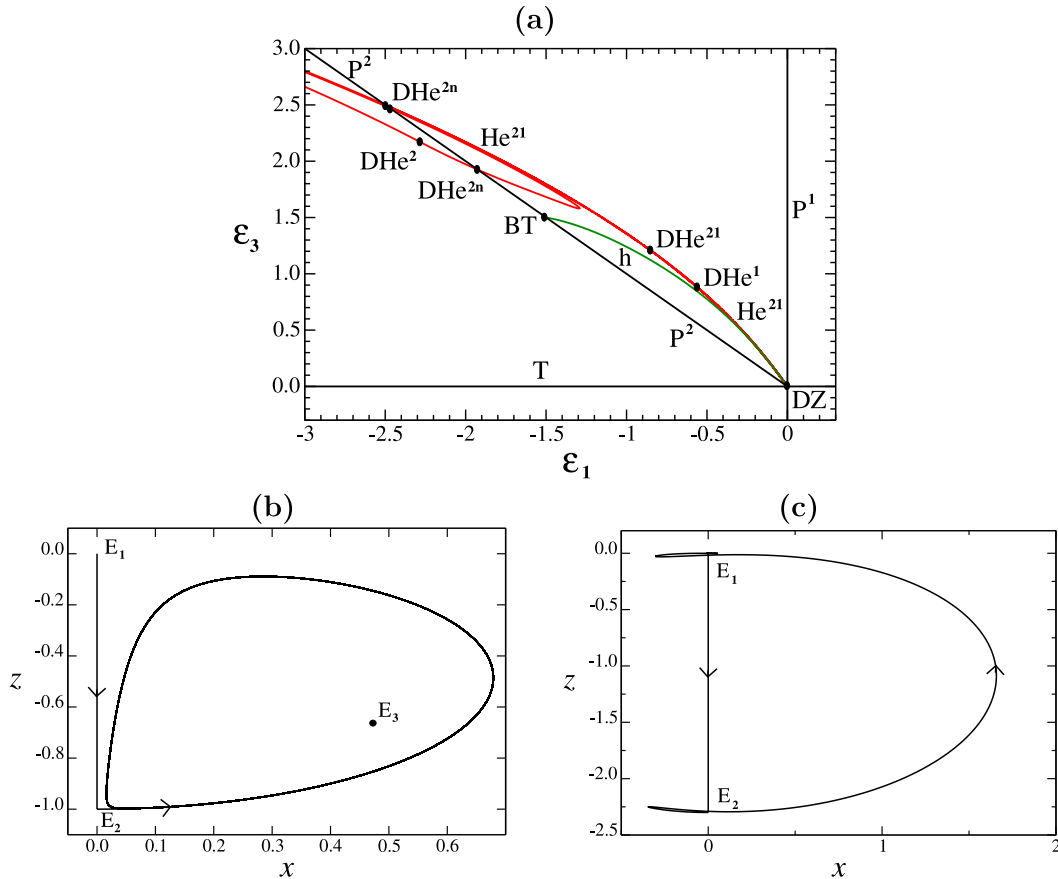 (a)
3.0
2.5
2.0
1.5
1.0
0.5
0.0
P²
DHe²ⁿ
He²¹
DHe²
DHe²ⁿ
BT
DHe²¹
h
DHe¹
He²¹
P²
P¹
T
DZ
ε₃
-3 -2.5 -2 -1.5 -1 -0.5 0
ε₁
(b)
0.0
-0.2
-0.4
-0.6
-0.8
-1.0
z
E₁
E₃
E₂
0.0 0.1 0.2 0.3 0.4 0.5 0.6
x
(c)
0.0
-0.5
-1.0
-1.5
-2.0
-2.5
z
E₁
E₂
0 1 2
x